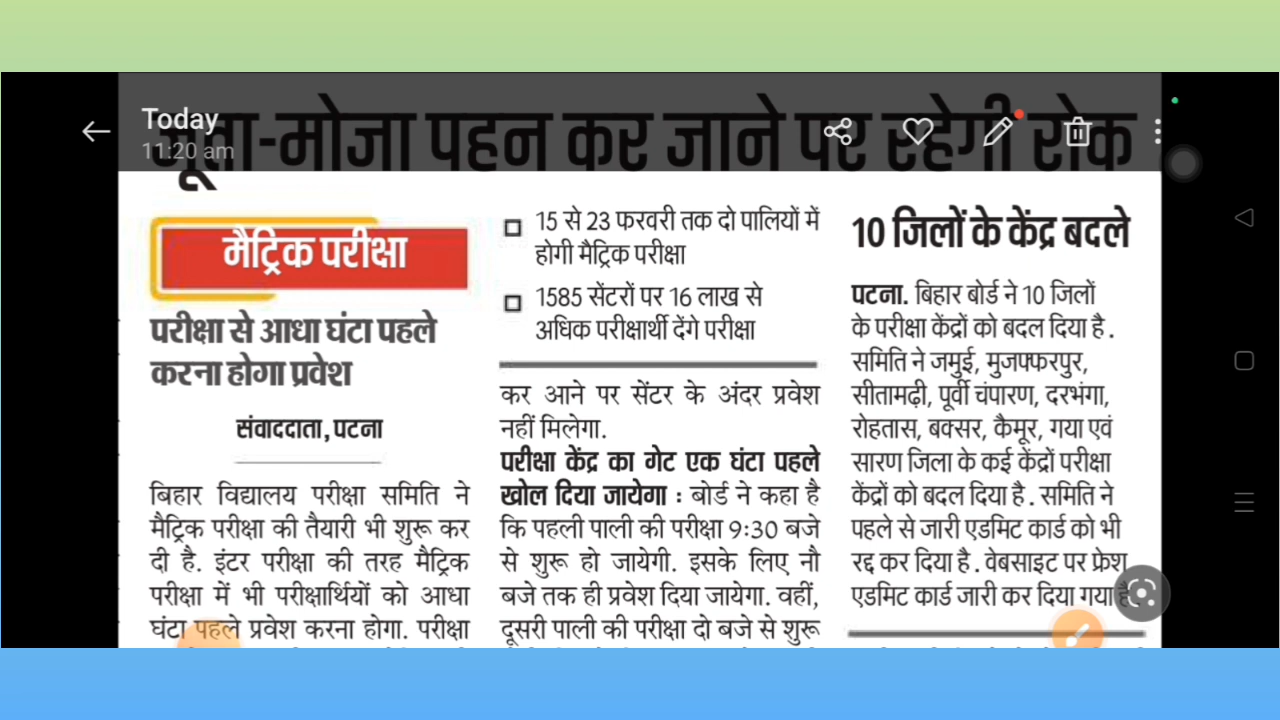 Today
11:20 am
जूता-मोजा पहन कर जाने पर रहेगी रोक
मैट्रिक परीक्षा
परीक्षा से आधा घंटा पहले
करना होगा प्रवेश
संवाददाता, पटना
बिहार विद्यालय परीक्षा समिति ने
मैट्रिक परीक्षा की तैयारी भी शुरू कर
दी है. इंटर परीक्षा की तरह मैट्रिक
परीक्षा में भी परीक्षार्थियों को आधा
घंटा पहले प्रवेश करना होगा. परीक्षा
15 से 23 फरवरी तक दो पालियों में
होगी मैट्रिक परीक्षा
1585 सेंटरों पर 16 लाख से
अधिक परीक्षार्थी देंगे परीक्षा
कर आने पर सेंटर के अंदर प्रवेश
नहीं मिलेगा.
परीक्षा केंद्र का गेट एक घंटा पहले
खोल दिया जायेगा : बोर्ड ने कहा है
कि पहली पाली की परीक्षा 9:30 बजे
से शुरू हो जायेगी. इसके लिए नौ
बजे तक ही प्रवेश दिया जायेगा. वहीं,
दूसरी पाली की परीक्षा दो बजे से शुरू
10 जिलों के केंद्र बदले
पटना. बिहार बोर्ड ने 10 जिलों
के परीक्षा केंद्रों को बदल दिया है.
समिति ने जमुई, मुजफ्फरपुर,
सीतामढ़ी, पूर्वी चंपारण, दरभंगा,
रोहतास, बक्सर, कैमूर, गया एवं
सारण जिला के कई केंद्रों परीक्षा
केंद्रों को बदल दिया है. समिति ने
पहले से जारी एडमिट कार्ड को भी
रद्द कर दिया है. वेबसाइट पर फ्रेश
एडमिट कार्ड जारी कर दिया गया है.